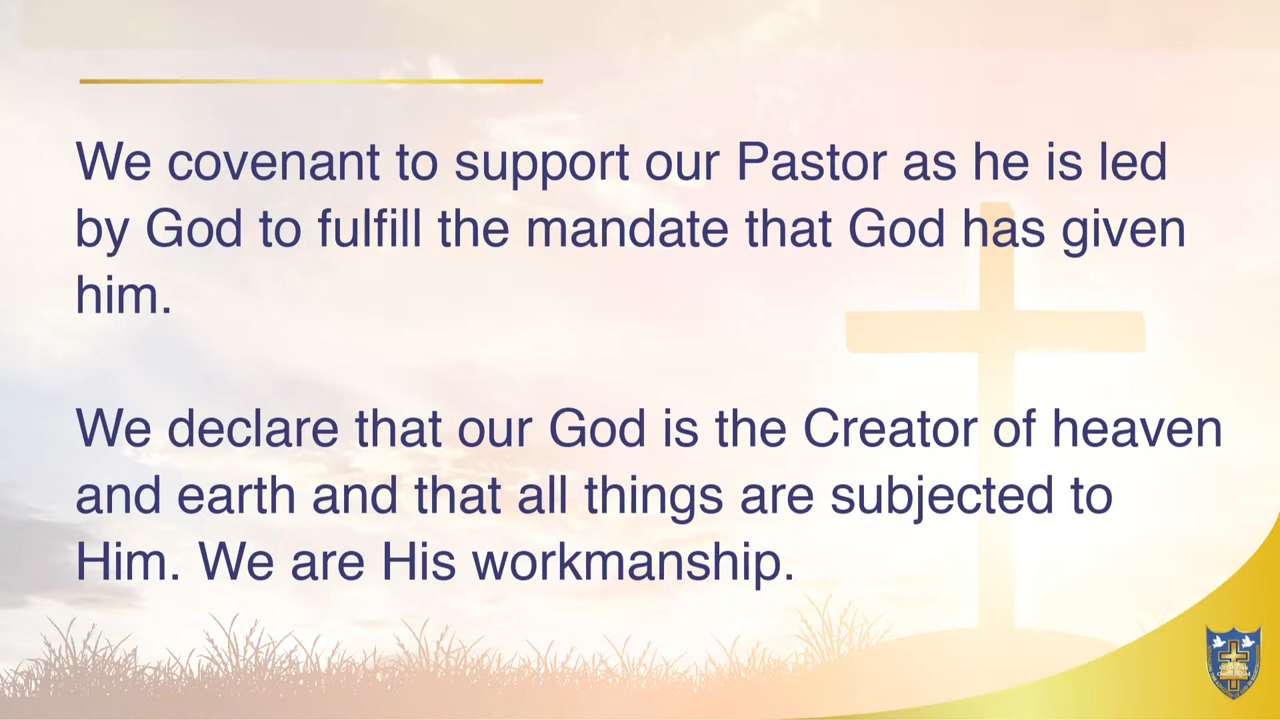 We covenant to support our Pastor as he is led
by God to fulfill the mandate that God has given
him.
We declare that our God is the Creator of heaven
and earth and that all things are subjected to
Him. We are His workmanship.